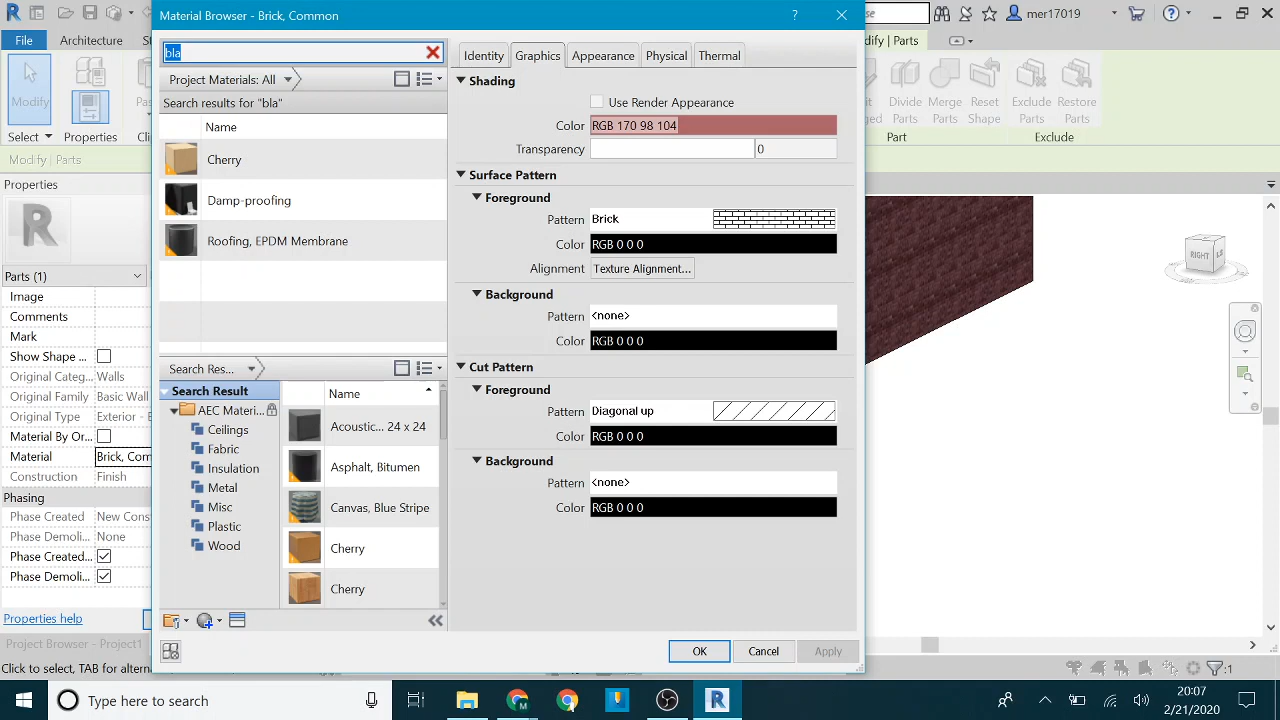 Material Browser - Brick, Common
?
mer17019
File
Architecture
Modify | Parts
Modify
Properties
Divide Parts
Merge Parts
Reset Shape
Exclude Parts
Restore Parts
Select
Properties
Part
Exclude
Modify | Parts
Properties
R
Parts (1)
Image
Comments
Mark
Show Shape ...
Original Categ... Walls
Original Family Basic Wall
Original Type Exterior - B
Material By Or...
Material Brick, Com
Construction Finish
Phasing
Phase Created New Cons
Phase Demoli... None
Phase Created...
Phase Demoli...
Properties help
Project Browser - Project1
Click to select, TAB for altern
bla
Project Materials: All
Search results for "bla"
Name
Cherry
Damp-proofing
Roofing, EPDM Membrane
Search Res...
Search Result
AEC Materi...
Ceilings
Fabric
Insulation
Metal
Misc
Plastic
Wood
Name
Acoustic... 24 x 24
Asphalt, Bitumen
Canvas, Blue Stripe
Cherry
Cherry
Identity Graphics Appearance Physical Thermal
Shading
Use Render Appearance
Color RGB 170 98 104
Transparency 0
Surface Pattern
Foreground
Pattern Brick
Color RGB 0 0 0
Alignment Texture Alignment...
Background
Pattern <none>
Color RGB 0 0 0
Cut Pattern
Foreground
Pattern Diagonal up
Color RGB 0 0 0
Background
Pattern <none>
Color RGB 0 0 0
OK Cancel Apply
RIGHT
:1
Type here to search
20:07
2/21/2020